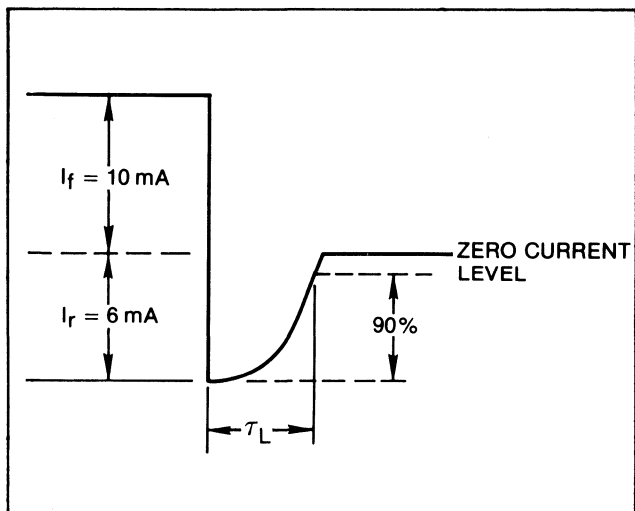 I_f = 10 mA
ZERO CURRENT
LEVEL
I_r = 6 mA
90%
τ_L